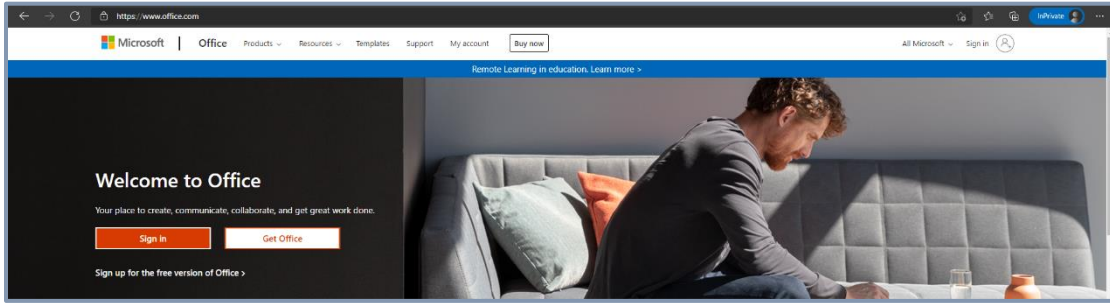 https://www.office.com InPrivate
Microsoft Office Products Resources Templates Support My account Buy now All Microsoft Sign in
Remote Learning in education. Learn more >
Welcome to Office
Your place to create, communicate, collaborate, and get great work done.
Sign in Get Office
Sign up for the free version of Office >